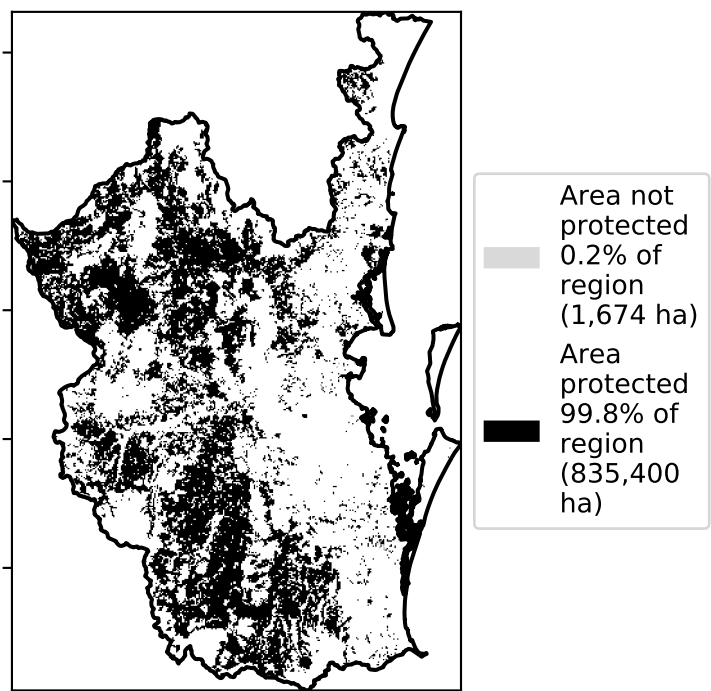 Area not
protected
0.2% of
region
(1,674 ha)
Area
protected
99.8% of
region
(835,400
ha)